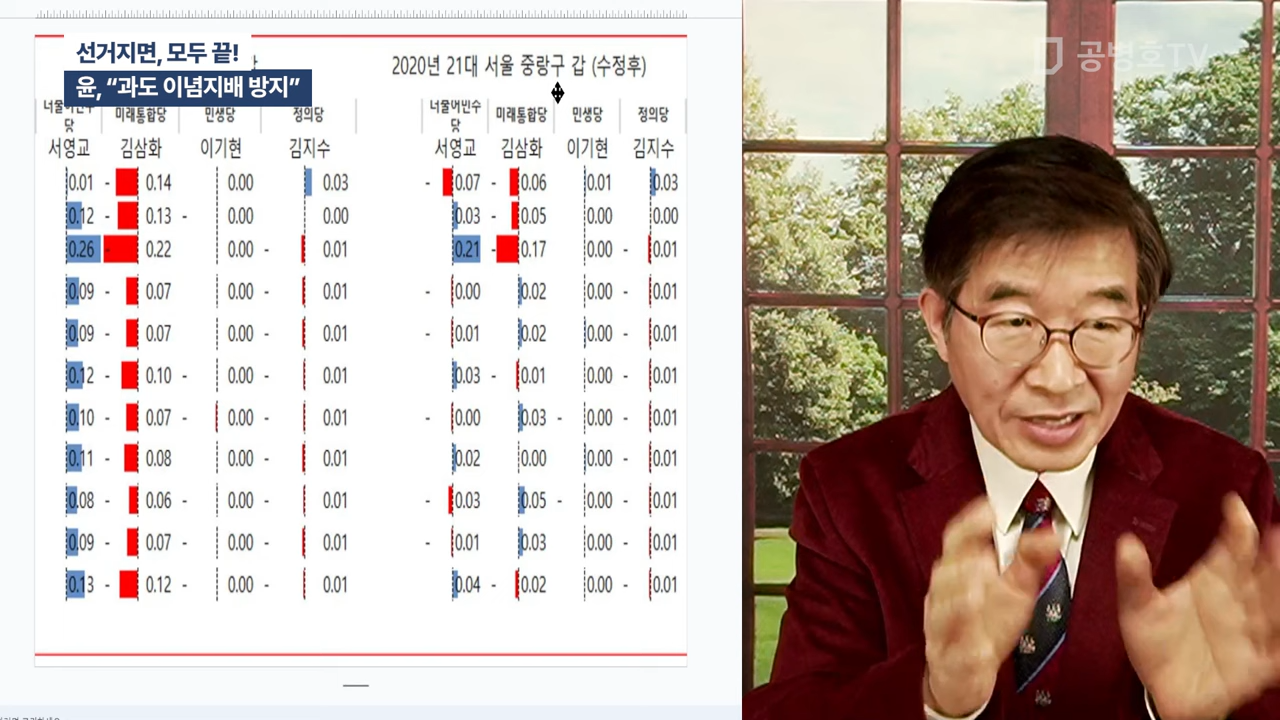 선거지면, 모두 끝!
윤, “과도 이념지배 방지”
2020년 21대 서울 중랑구 갑 (수정후)
공병호TV
당 미래통합당 민생당 정의당 더불어민주당 미래통합당 민생당 정의당
서영교 김삼화 이기현 김지수 서영교 김삼화 이기현 김지수
0.01 - 0.14 0.00 0.03 - 0.07 - 0.06 0.01 0.03
0.12 - 0.13 - 0.00 0.00 0.03 - 0.05 0.00 0.00
0.26 - 0.22 0.00 - 0.01 0.21 - 0.17 0.00 - 0.01
0.09 - 0.07 0.00 - 0.01 - 0.00 0.02 0.00 - 0.01
0.09 - 0.07 0.00 - 0.01 - 0.01 0.02 0.00 - 0.01
0.12 - 0.10 - 0.00 - 0.01 0.03 - 0.01 0.00 - 0.01
0.10 - 0.07 - 0.00 - 0.01 - 0.00 0.03 - 0.00 - 0.01
0.11 - 0.08 0.00 - 0.01 0.02 0.00 0.00 - 0.01
0.08 - 0.06 0.00 - 0.01 - 0.03 0.05 - 0.00 - 0.01
0.09 - 0.07 0.00 - 0.01 - 0.01 0.03 0.00 - 0.01
0.13 - 0.12 0.00 - 0.01 0.04 - 0.02 0.00 - 0.01